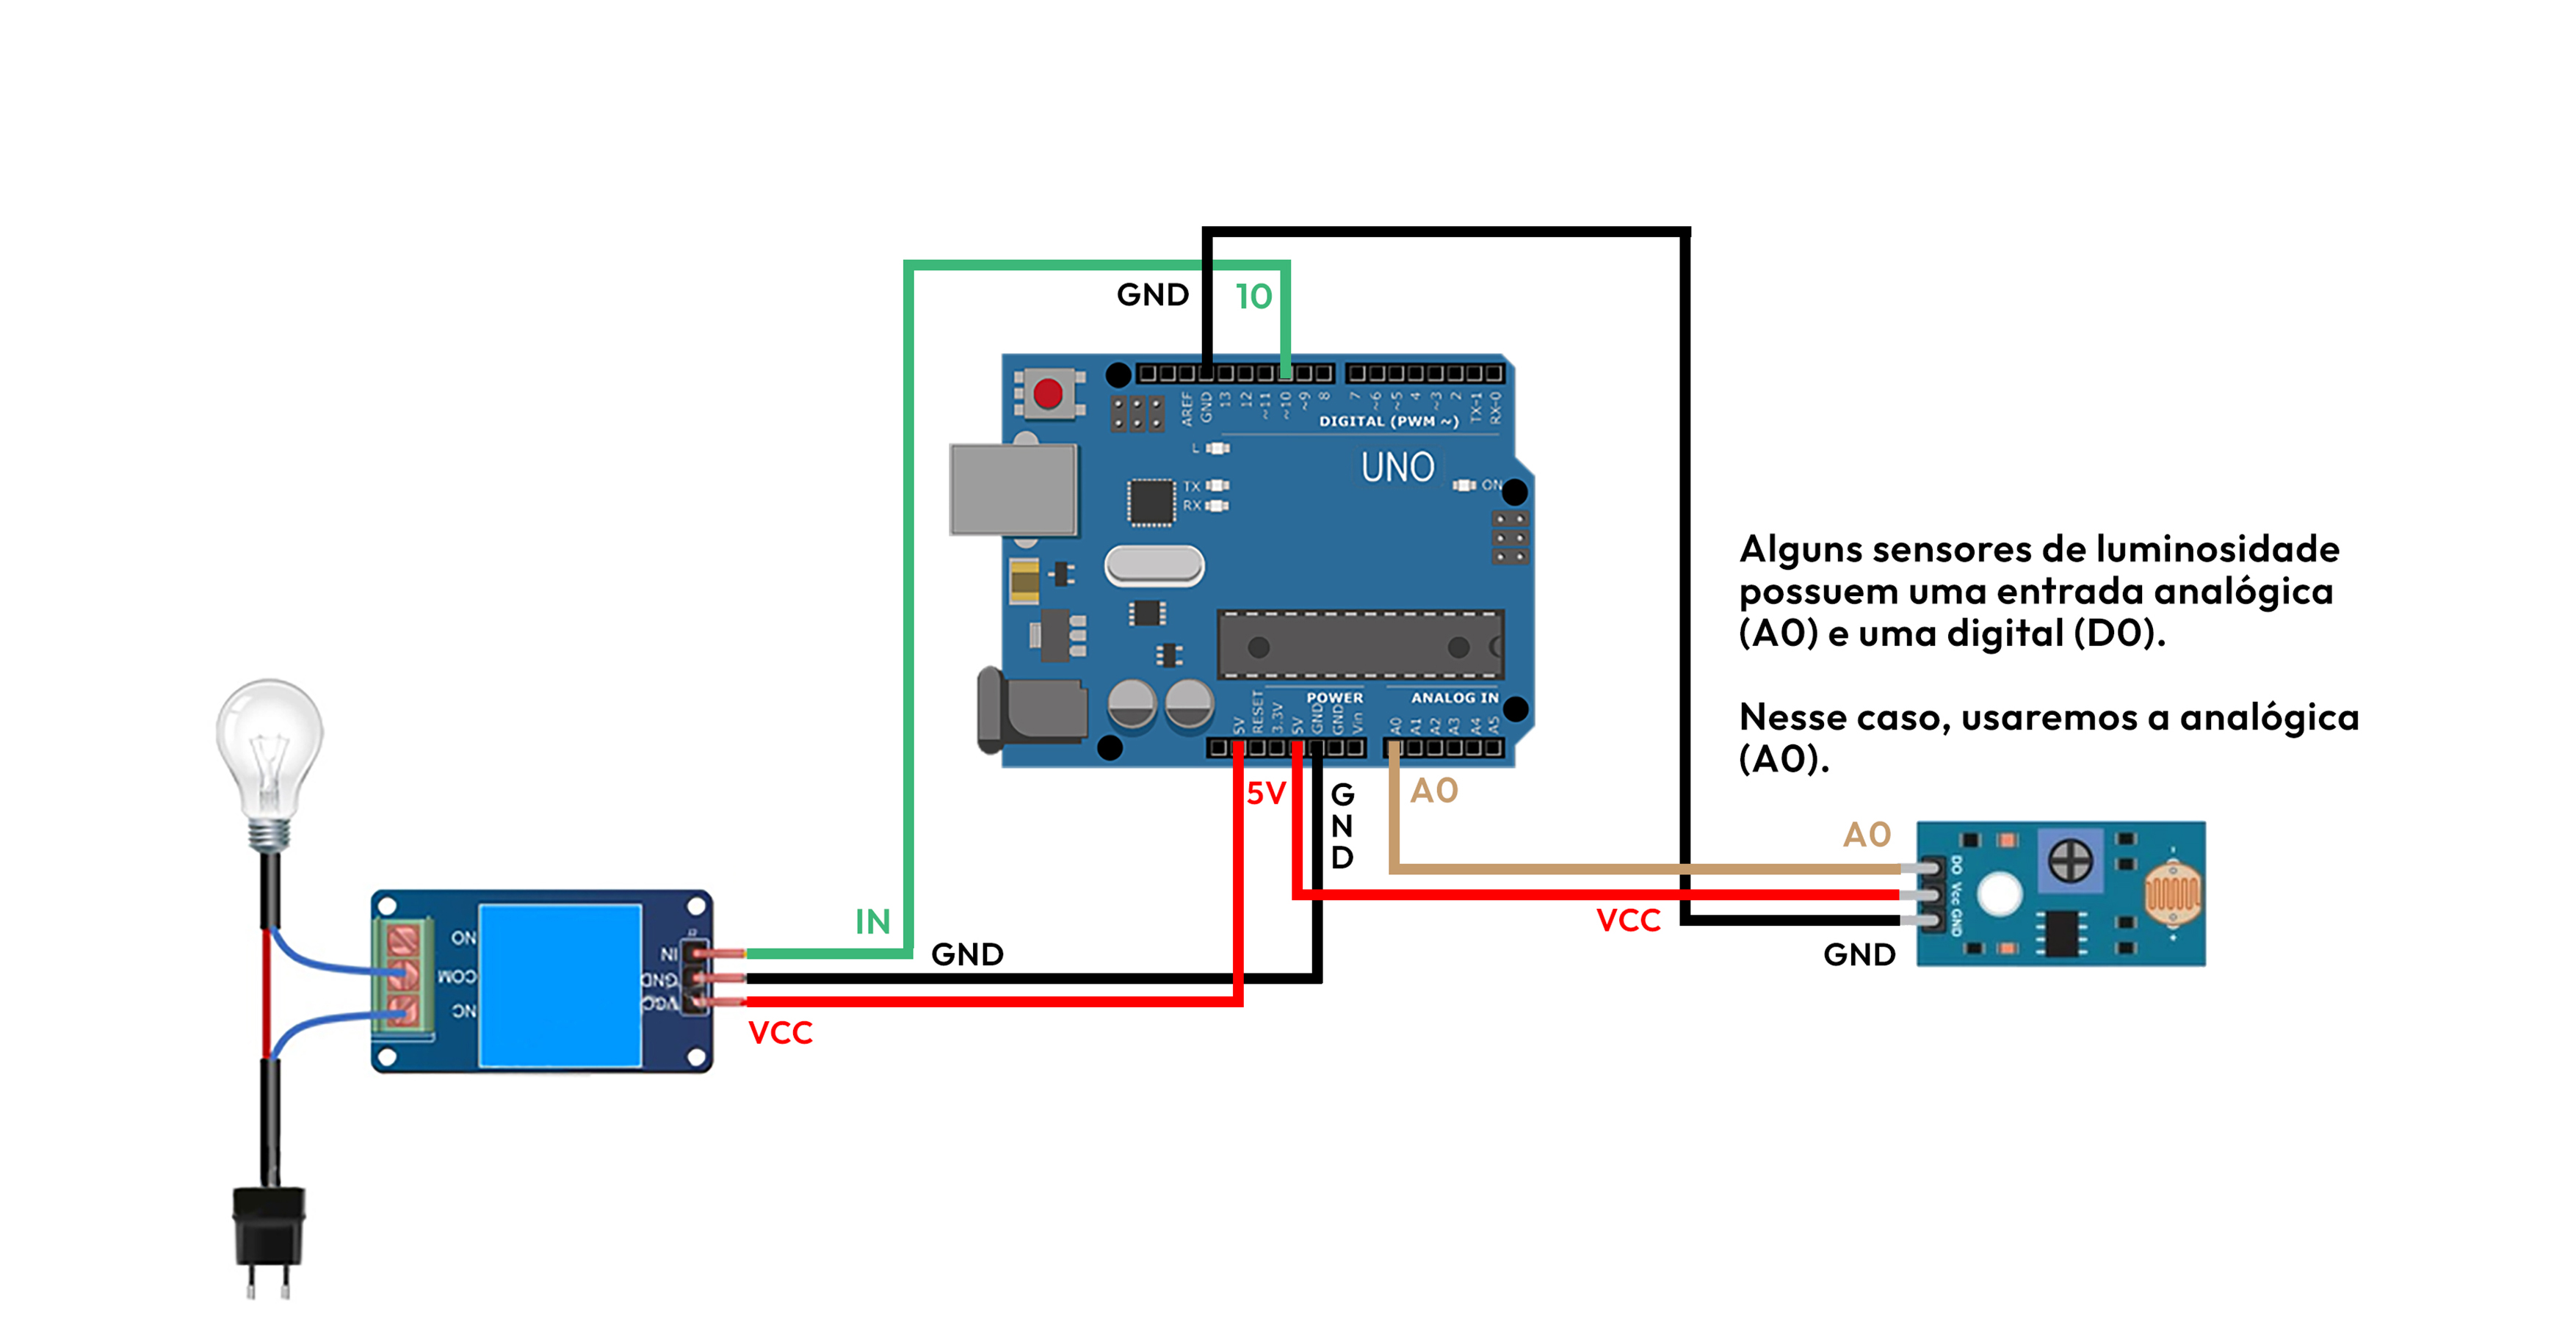 GND
10
AREF
GND
13
12
~11
~10
~9
8
7
~6
~5
4
~3
2
TX-1
RX-0
DIGITAL (PWM ~)
L
TX
RX
UNO
ON
POWER
ANALOG IN
5V
RESET
3.3V
5V
GND
GND
Vin
A0
A1
A2
A3
A4
A5
5V
GND
A0
Alguns sensores de luminosidade
possuem uma entrada analógica
(A0) e uma digital (D0).
Nesse caso, usaremos a analógica
(A0).
A0
VCC
GND
DO
Vcc
GND
-
+
IN
GND
VCC
NO
COM
NC
IN
GND
VCC